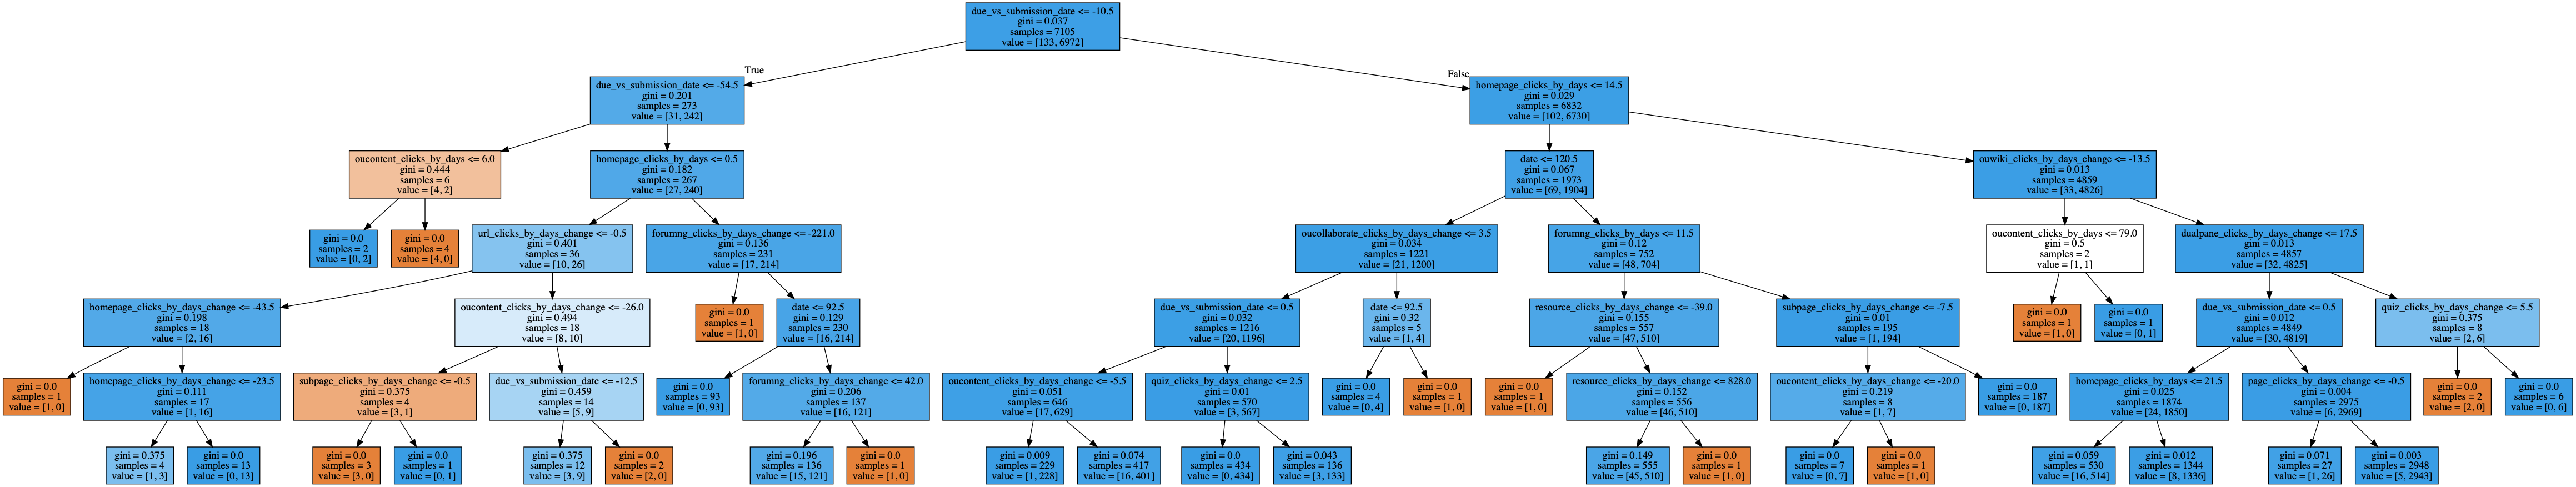 due_vs_submission_date <= -10.5
gini = 0.037
samples = 7105
value = [133, 6972]
True
False
due_vs_submission_date <= -54.5
gini = 0.201
samples = 273
value = [31, 242]
homepage_clicks_by_days <= 14.5
gini = 0.029
samples = 6832
value = [102, 6730]
oucontent_clicks_by_days <= 6.0
gini = 0.444
samples = 6
value = [4, 2]
homepage_clicks_by_days <= 0.5
gini = 0.182
samples = 267
value = [27, 240]
date <= 120.5
gini = 0.067
samples = 1973
value = [69, 1904]
ouwiki_clicks_by_days_change <= -13.5
gini = 0.013
samples = 4859
value = [33, 4826]
gini = 0.0
samples = 2
value = [0, 2]
gini = 0.0
samples = 4
value = [4, 0]
url_clicks_by_days_change <= -0.5
gini = 0.401
samples = 36
value = [10, 26]
forumng_clicks_by_days_change <= -221.0
gini = 0.136
samples = 231
value = [17, 214]
oucollaborate_clicks_by_days_change <= 3.5
gini = 0.034
samples = 1221
value = [21, 1200]
forumng_clicks_by_days <= 11.5
gini = 0.12
samples = 752
value = [48, 704]
oucontent_clicks_by_days <= 79.0
gini = 0.5
samples = 2
value = [1, 1]
dualpane_clicks_by_days_change <= 17.5
gini = 0.013
samples = 4857
value = [32, 4825]
homepage_clicks_by_days_change <= -43.5
gini = 0.198
samples = 18
value = [2, 16]
oucontent_clicks_by_days_change <= -26.0
gini = 0.494
samples = 18
value = [8, 10]
gini = 0.0
samples = 1
value = [1, 0]
date <= 92.5
gini = 0.129
samples = 230
value = [16, 214]
due_vs_submission_date <= 0.5
gini = 0.032
samples = 1216
value = [20, 1196]
date <= 92.5
gini = 0.32
samples = 5
value = [1, 4]
resource_clicks_by_days_change <= -39.0
gini = 0.155
samples = 557
value = [47, 510]
subpage_clicks_by_days_change <= -7.5
gini = 0.01
samples = 195
value = [1, 194]
gini = 0.0
samples = 1
value = [1, 0]
gini = 0.0
samples = 1
value = [0, 1]
due_vs_submission_date <= 0.5
gini = 0.012
samples = 4849
value = [30, 4819]
quiz_clicks_by_days_change <= 5.5
gini = 0.375
samples = 8
value = [2, 6]
gini = 0.0
samples = 1
value = [1, 0]
homepage_clicks_by_days_change <= -23.5
gini = 0.111
samples = 17
value = [1, 16]
subpage_clicks_by_days_change <= -0.5
gini = 0.375
samples = 4
value = [3, 1]
due_vs_submission_date <= -12.5
gini = 0.459
samples = 14
value = [5, 9]
gini = 0.0
samples = 93
value = [0, 93]
forumng_clicks_by_days_change <= 42.0
gini = 0.206
samples = 137
value = [16, 121]
oucontent_clicks_by_days_change <= -5.5
gini = 0.051
samples = 646
value = [17, 629]
quiz_clicks_by_days_change <= 2.5
gini = 0.01
samples = 570
value = [3, 567]
gini = 0.0
samples = 4
value = [0, 4]
gini = 0.0
samples = 1
value = [1, 0]
gini = 0.0
samples = 1
value = [1, 0]
resource_clicks_by_days_change <= 828.0
gini = 0.152
samples = 556
value = [46, 510]
oucontent_clicks_by_days_change <= -20.0
gini = 0.219
samples = 8
value = [1, 7]
gini = 0.0
samples = 187
value = [0, 187]
homepage_clicks_by_days <= 21.5
gini = 0.025
samples = 1874
value = [24, 1850]
page_clicks_by_days_change <= -0.5
gini = 0.004
samples = 2975
value = [6, 2969]
gini = 0.0
samples = 2
value = [2, 0]
gini = 0.0
samples = 6
value = [0, 6]
gini = 0.375
samples = 4
value = [1, 3]
gini = 0.0
samples = 13
value = [0, 13]
gini = 0.0
samples = 3
value = [3, 0]
gini = 0.0
samples = 1
value = [0, 1]
gini = 0.375
samples = 12
value = [3, 9]
gini = 0.0
samples = 2
value = [2, 0]
gini = 0.196
samples = 136
value = [15, 121]
gini = 0.0
samples = 1
value = [1, 0]
gini = 0.009
samples = 229
value = [1, 228]
gini = 0.074
samples = 417
value = [16, 401]
gini = 0.0
samples = 434
value = [0, 434]
gini = 0.043
samples = 136
value = [3, 133]
gini = 0.149
samples = 555
value = [45, 510]
gini = 0.0
samples = 1
value = [1, 0]
gini = 0.0
samples = 7
value = [0, 7]
gini = 0.0
samples = 1
value = [1, 0]
gini = 0.059
samples = 530
value = [16, 514]
gini = 0.012
samples = 1344
value = [8, 1336]
gini = 0.071
samples = 27
value = [1, 26]
gini = 0.003
samples = 2948
value = [5, 2943]